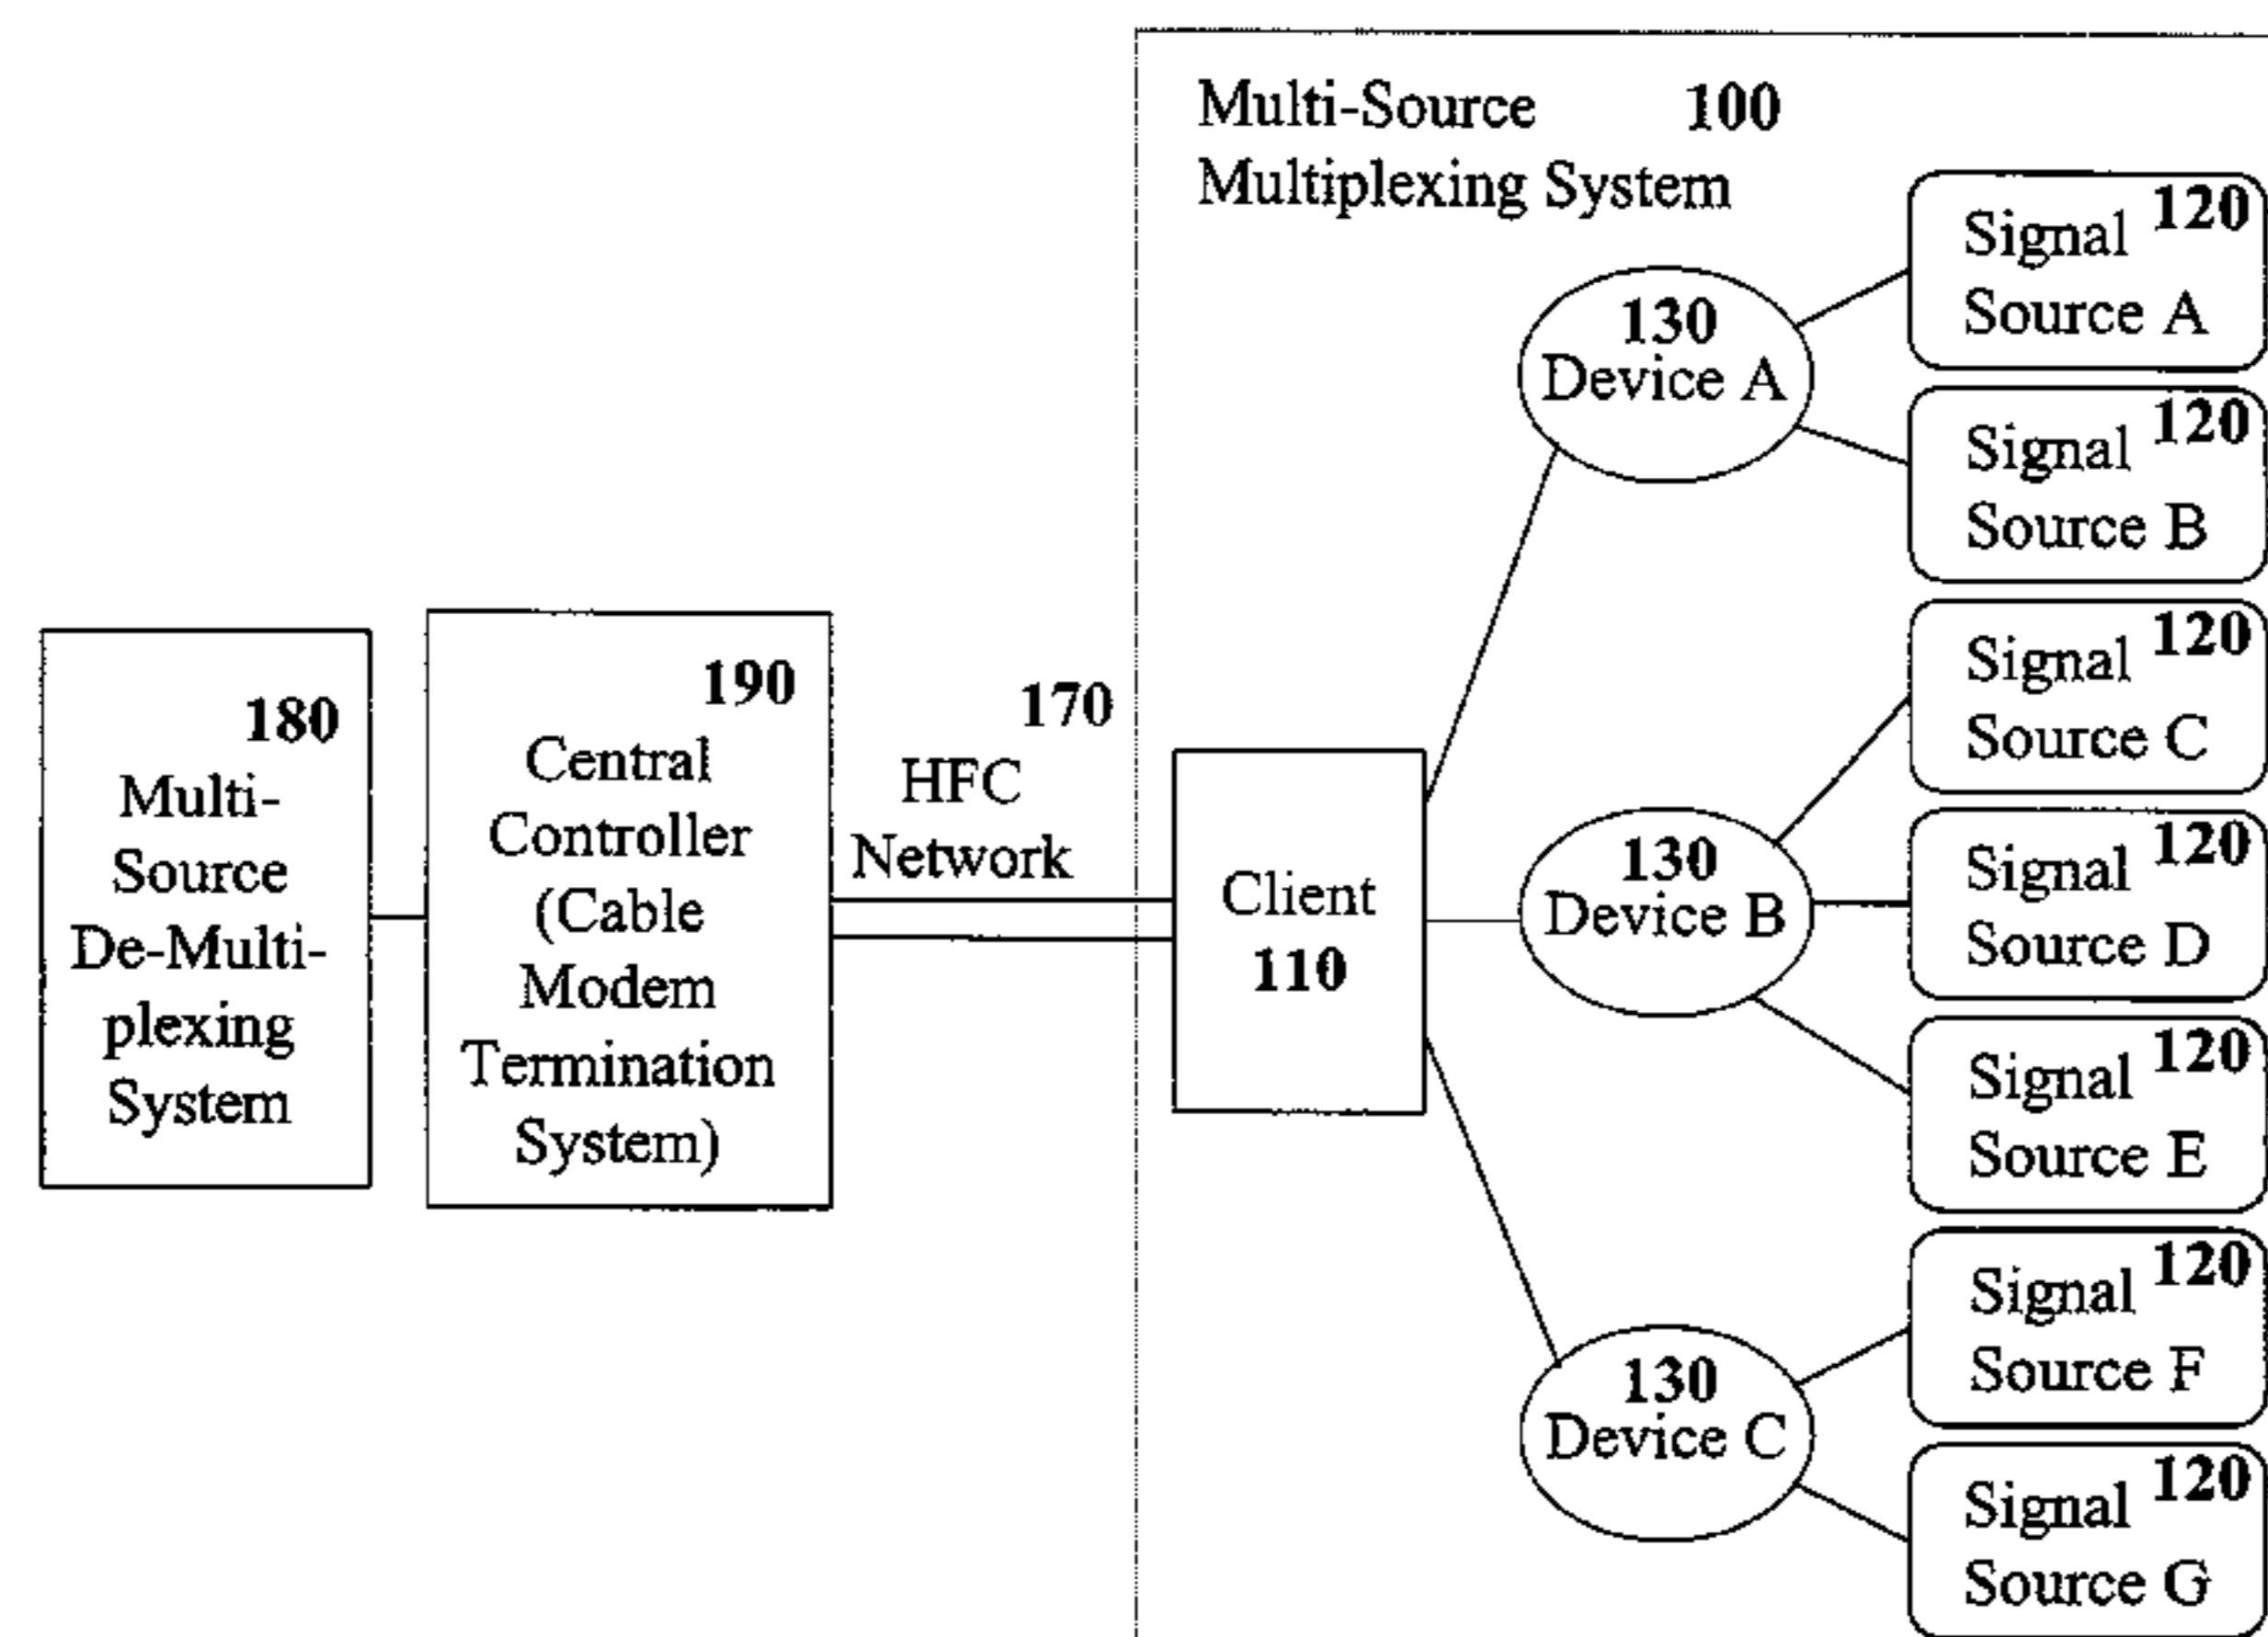 Multi-Source 100
Multiplexing System
180
Multi-
Source
De-Multi-
plexing
System
190
Central
Controller
(Cable
Modem
Termination
System)
170
HFC
Network
Client
110
130
Device A
130
Device B
130
Device C
Signal 120
Source A
Signal 120
Source B
Signal 120
Source C
Signal 120
Source D
Signal 120
Source E
Signal 120
Source F
Signal 120
Source G